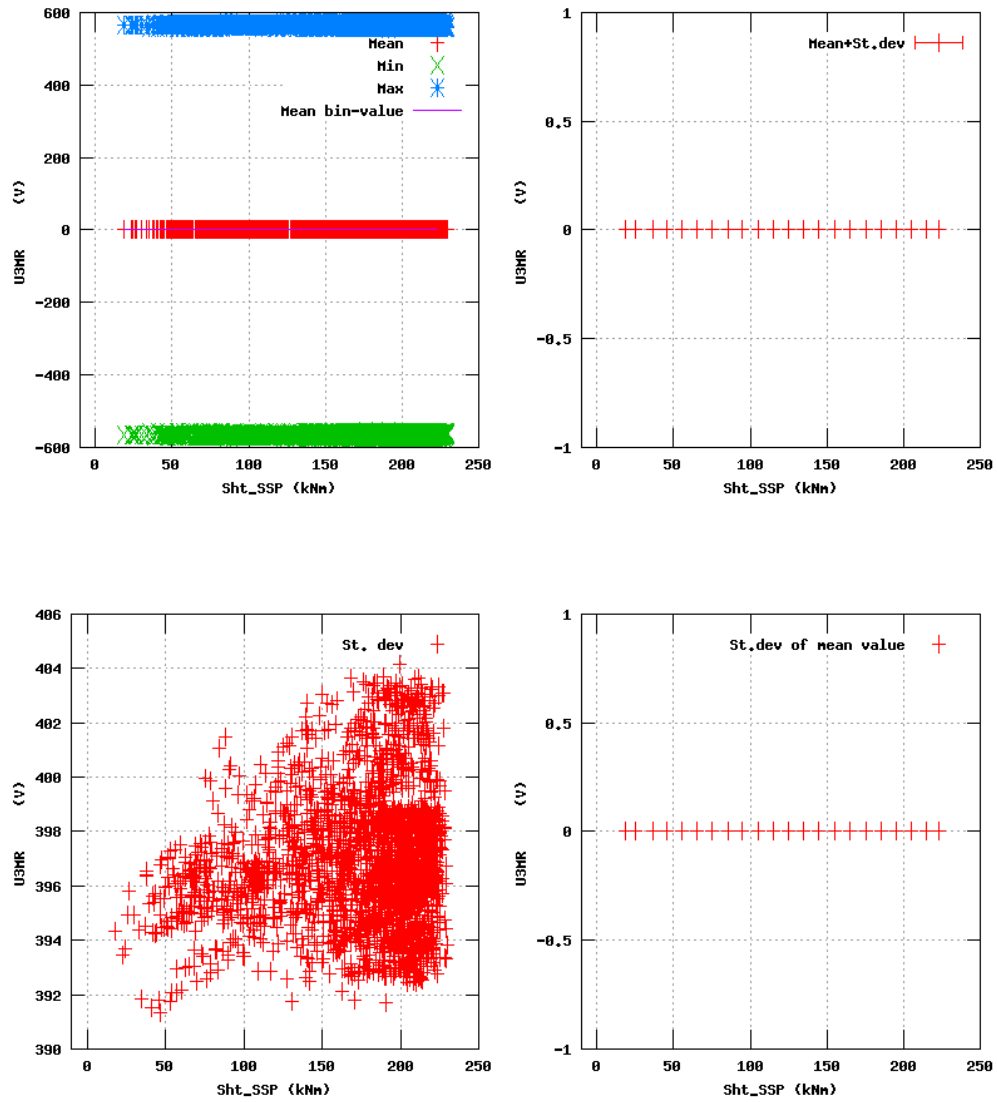 600
400
200
0
-200
-400
-600
U3MR (V)
Mean
Min
Max
Mean bin-value
0 50 100 150 200 250
Sht_SSP (kNm)
1
0.5
0
-0.5
-1
U3MR (V)
Mean+St.dev
0 50 100 150 200 250
Sht_SSP (kNm)
406
404
402
400
398
396
394
392
390
U3MR (V)
St. dev
0 50 100 150 200 250
Sht_SSP (kNm)
1
0.5
0
-0.5
-1
U3MR (V)
St.dev of mean value
0 50 100 150 200 250
Sht_SSP (kNm)